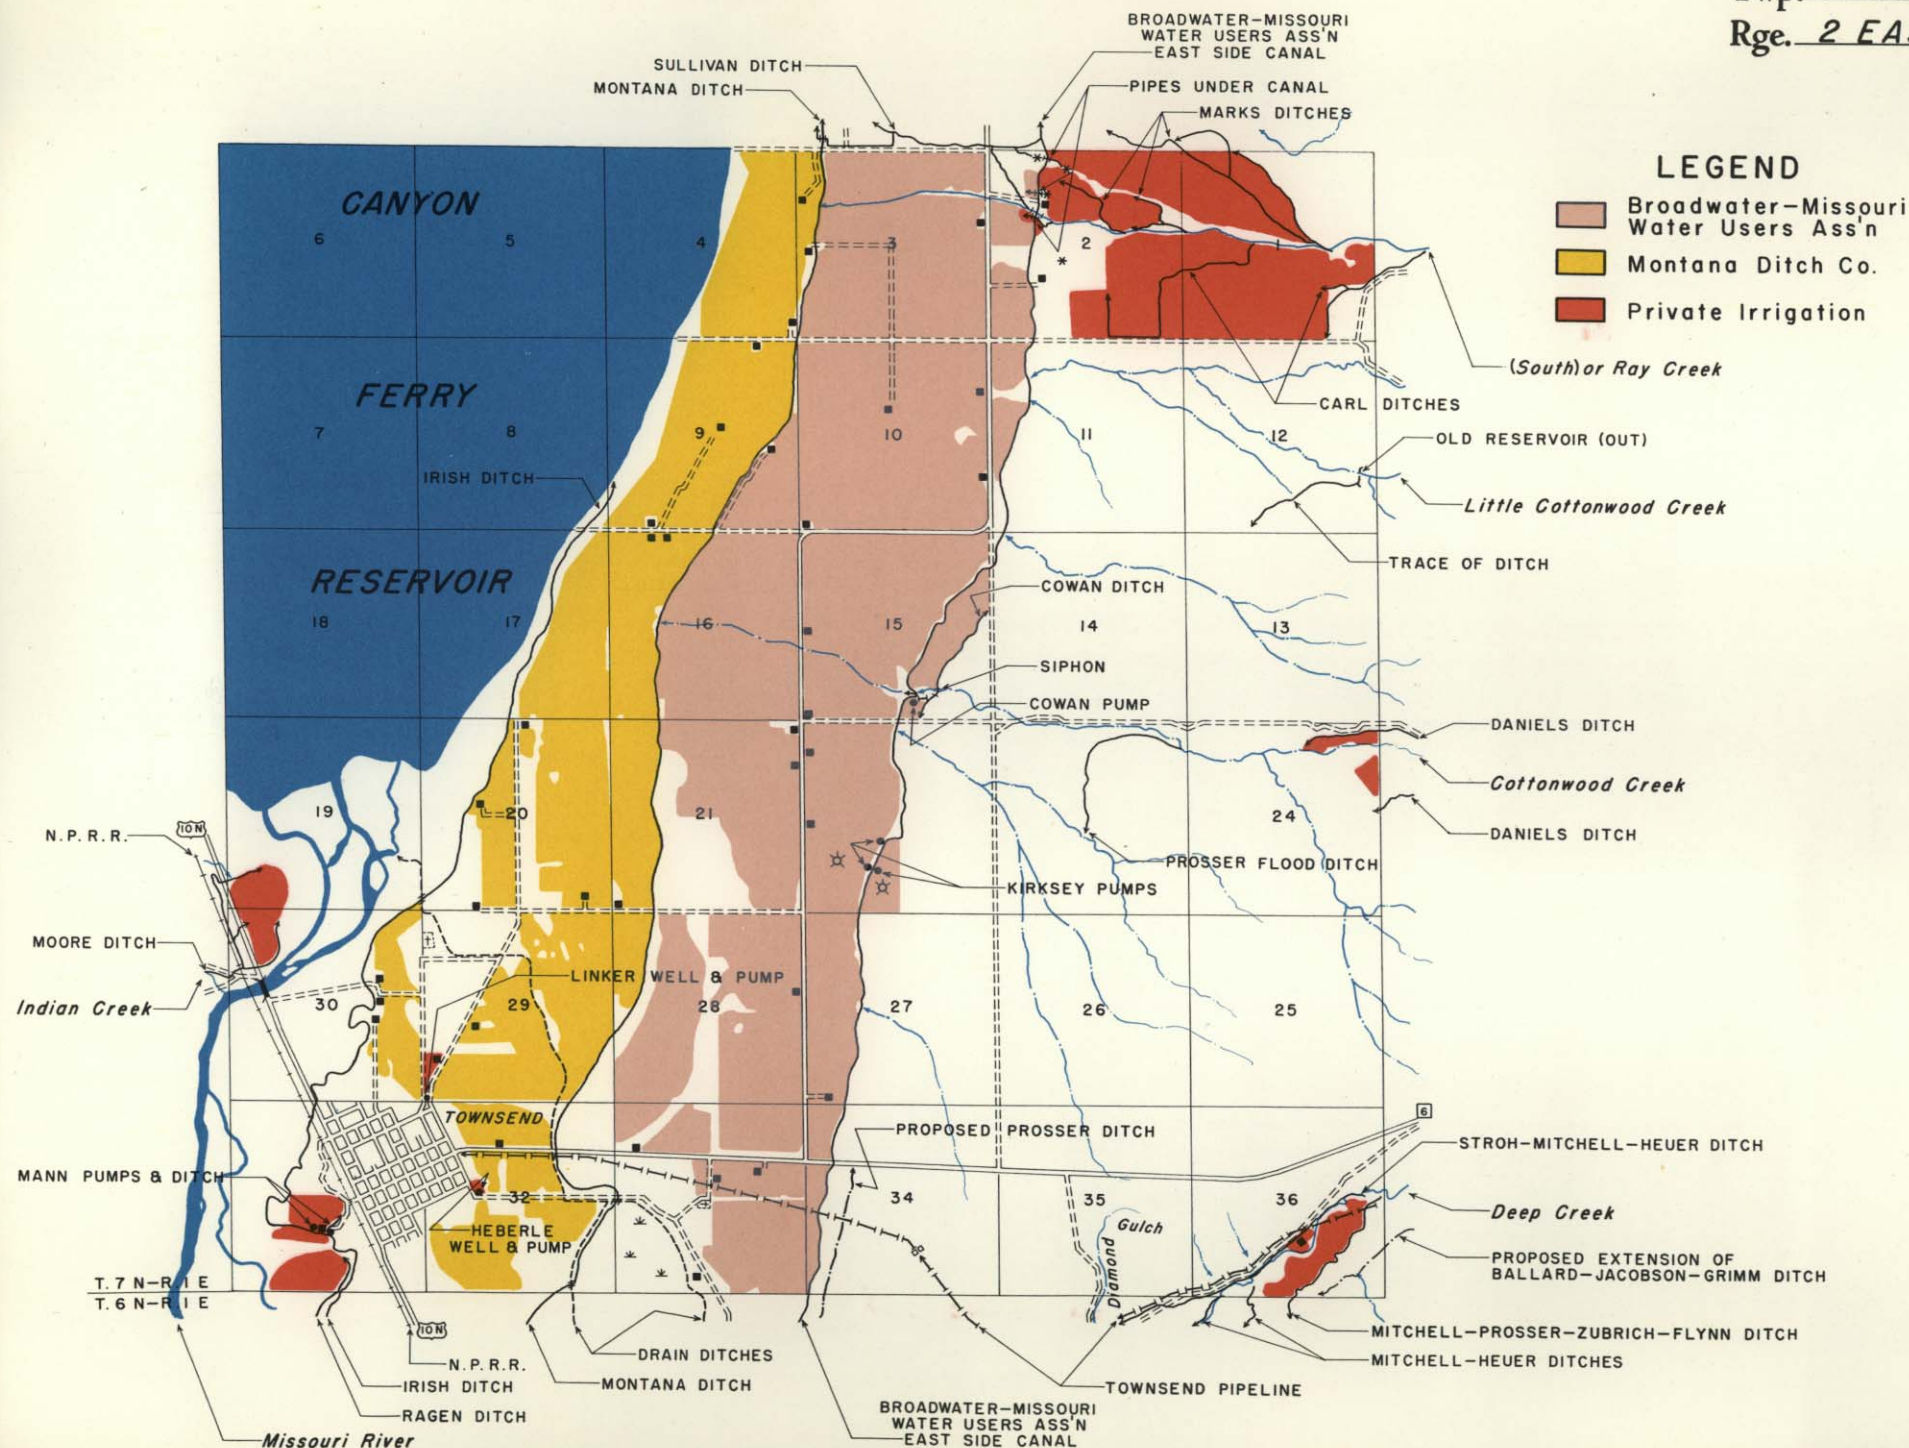 Rge. 2 EAS
BROADWATER-MISSOURI
WATER USERS ASS'N
EAST SIDE CANAL
SULLIVAN DITCH
MONTANA DITCH
PIPES UNDER CANAL
MARKS DITCHES
LEGEND
Broadwater-Missouri
Water Users Ass'n
Montana Ditch Co.
Private Irrigation
CANYON
6
5
4
3
2
1
(South) or Ray Creek
FERRY
CARL DITCHES
7
8
9
10
11
12
OLD RESERVOIR (OUT)
IRISH DITCH
Little Cottonwood Creek
TRACE OF DITCH
RESERVOIR
COWAN DITCH
18
17
16
15
14
13
SIPHON
COWAN PUMP
DANIELS DITCH
Cottonwood Creek
19
20
21
24
N.P.R.R.
10N
DANIELS DITCH
PROSSER FLOOD DITCH
KIRKSEY PUMPS
MOORE DITCH
LINKER WELL & PUMP
Indian Creek
30
29
28
27
26
25
TOWNSEND
6
PROPOSED PROSSER DITCH
STROH-MITCHELL-HEUER DITCH
MANN PUMPS & DITCH
32
34
35
36
Deep Creek
Gulch
HEBERLE
WELL & PUMP
Diamond
PROPOSED EXTENSION OF
BALLARD-JACOBSON-GRIMM DITCH
T. 7 N-R. 1 E
T. 6 N-R. 1 E
10N
MITCHELL-PROSSER-ZUBRICH-FLYNN DITCH
DRAIN DITCHES
MITCHELL-HEUER DITCHES
N.P.R.R.
IRISH DITCH
MONTANA DITCH
TOWNSEND PIPELINE
RAGEN DITCH
BROADWATER-MISSOURI
WATER USERS ASS'N
EAST SIDE CANAL
Missouri River